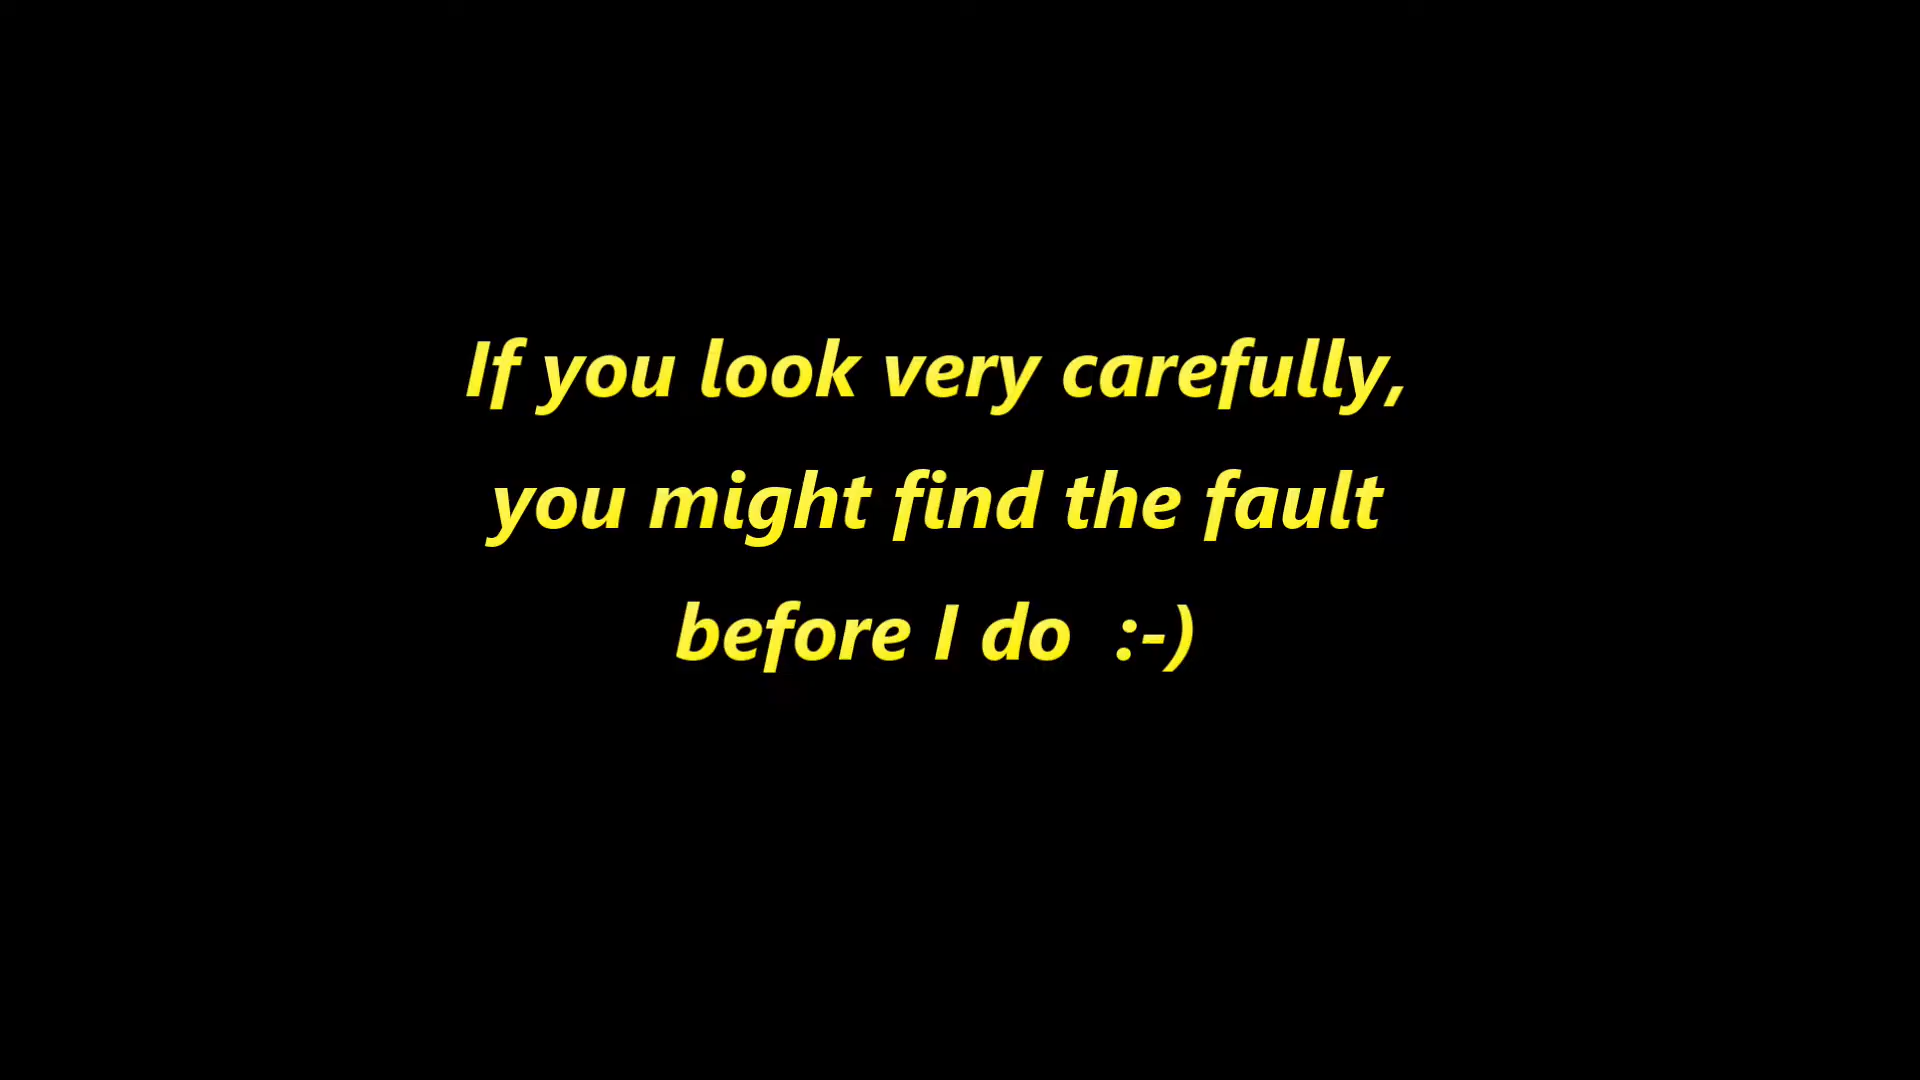 If you look very carefully,
you might find the fault
before I do  :-)